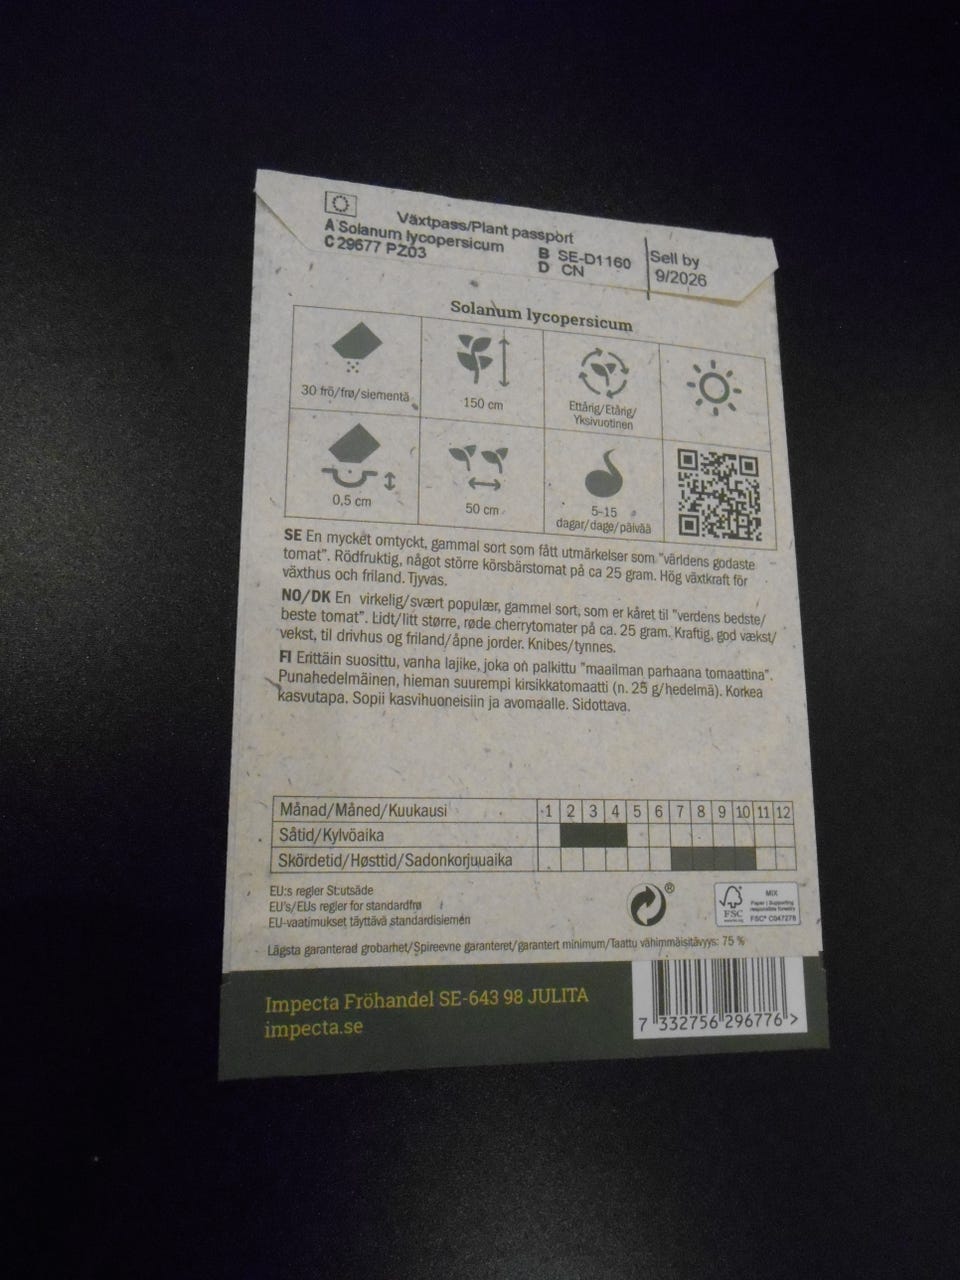 Växtpass/Plant passport
A Solanum lycopersicum B SE-D1160
C 29677 PZ03 D CN
Sell by
9/2026
Solanum lycopersicum
30 frö/frø/siementä
150 cm
Ettårig/Etårig/
Yksivuotinen
0,5 cm
50 cm
5-15
dagar/dage/päivää
SE En mycket omtyckt, gammal sort som fått utmärkelser som "världens godaste
tomat". Rödfruktig, något större körsbärstomat på ca 25 gram. Hög växtkraft för
växthus och friland. Tjyvas.
NO/DK En virkelig/svært populær, gammel sort, som er kåret til "verdens bedste/
beste tomat". Lidt/litt større, røde cherrytomater på ca. 25 gram. Kraftig, god vækst/
vekst, til drivhus og friland/åpne jorder. Knibes/tynnes.
FI Erittäin suosittu, vanha lajike, joka on palkittu "maailman parhaana tomaattina".
Punahedelmäinen, hieman suurempi kirsikkatomaatti (n. 25 g/hedelmä). Korkea
kasvutapa. Sopii kasvihuoneisiin ja avomaalle. Sidottava.
Månad/Måned/Kuukausi 1 2 3 4 5 6 7 8 9 10 11 12
Såtid/Kylvöaika
Skördetid/Høsttid/Sadonkorjuuaika
EU:s regler St:utsäde
EU's/EUs regler for standardfrø
EU-vaatimukset täyttävä standardisiemen
®
FSC
www.fsc.org
MIX
Paper | Supporting
responsible forestry
FSC® C047276
Lägsta garanterad grobarhet/Spireevne garanteret/garantert minimum/Taattu vähimmäisitävyys: 75 %
Impecta Fröhandel SE-643 98 JULITA
impecta.se
7 332756 296776 >